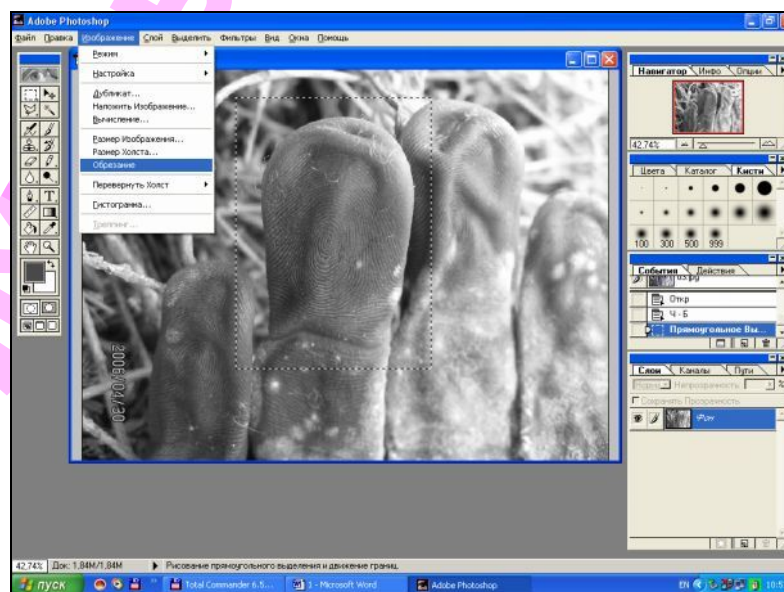 Adobe Photoshop
Файл Правка Изображение Слой Выделить Фильтры Вид Окна Помощь
Режим
Настройка
Дубликат...
Наложить Изображение...
Вычисление...
Размер Изображения...
Размер Холста...
Обрезание
Перевернуть Холст
Гистограмма...
Треппинг...
Навигатор Инфо Опции
42,74%
Цвета Каталог Кисти
100 300 500 999
События Действия
Откр
Ч - Б
Прямоугольное Вы...
Слои Каналы Пути
Непрозрачность
Сохранять Прозрачность
Фон
2006/04/30
42,74% Док: 1,84M/1,84M Рисование прямоугольного выделения и движение границ.
пуск Total Commander 6.5... 1 - Microsoft Word Adobe Photoshop EN